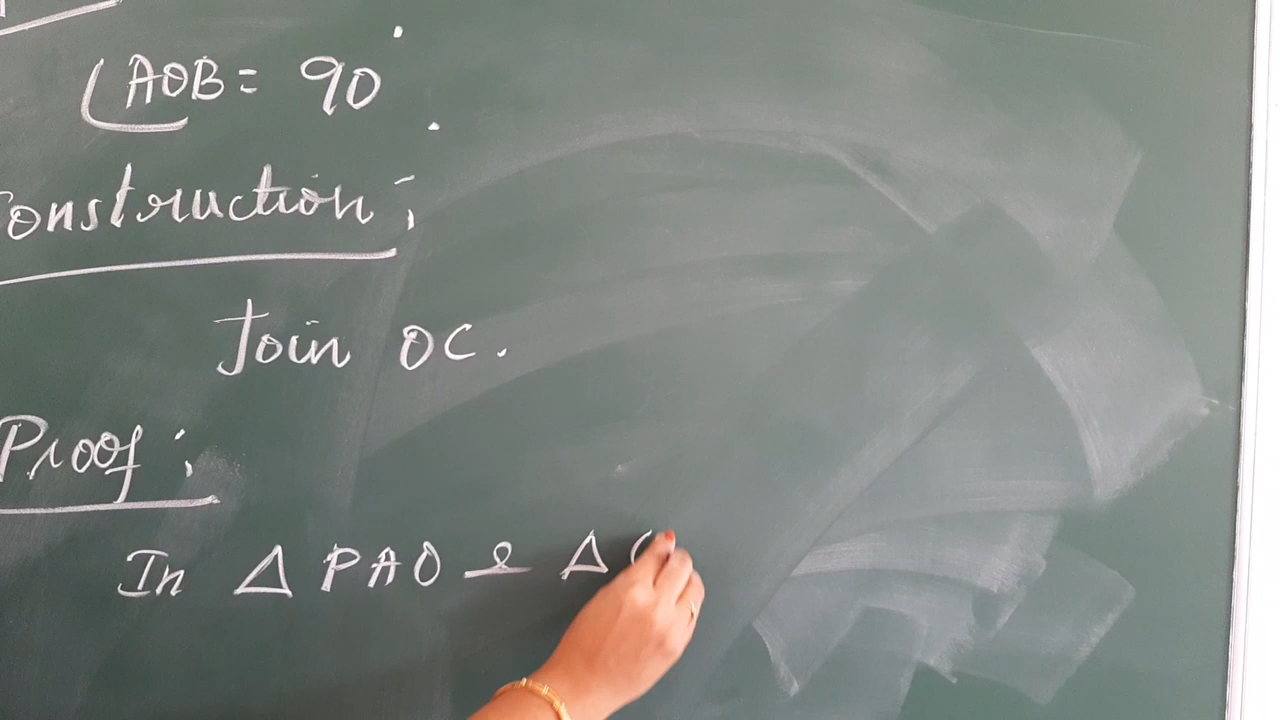 ∠AOB = 90°
Construction :
Join OC.
Proof :
In Δ PAO & Δ